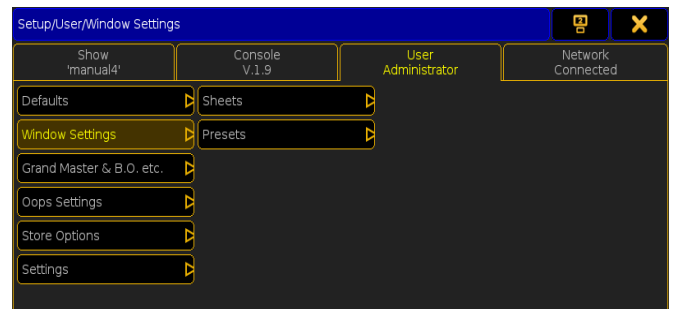 Setup/User/Window Settings
2
Show
'manual4'
Console
V.1.9
User
Administrator
Network
Connected
Defaults
Sheets
Window Settings
Presets
Grand Master & B.O. etc.
Oops Settings
Store Options
Settings